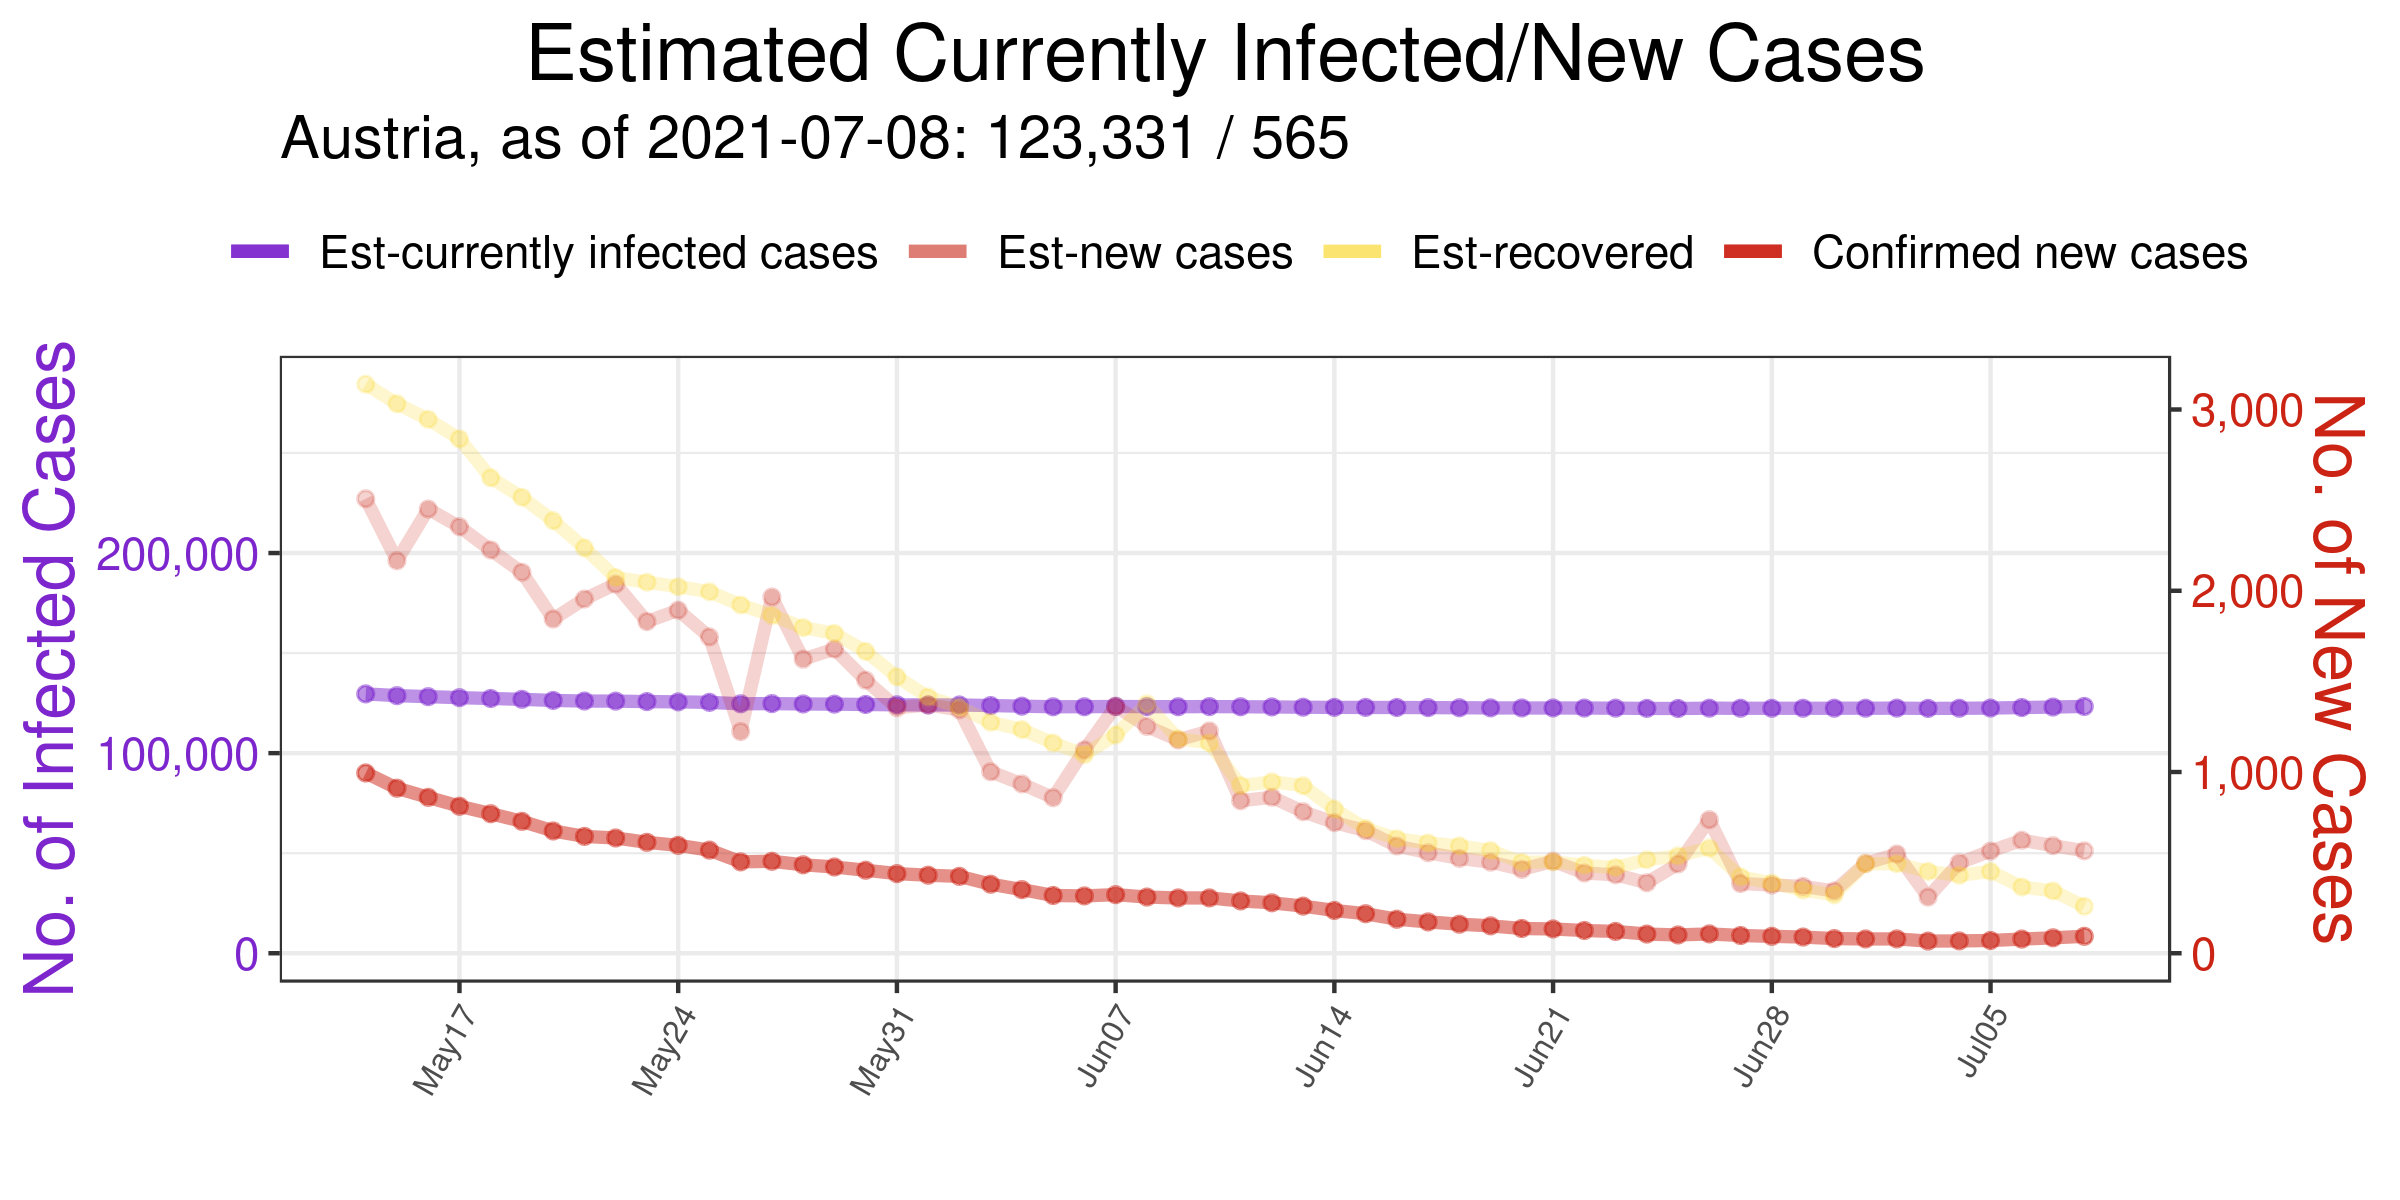 Estimated Currently Infected/New Cases
Austria, as of 2021-07-08: 123,331 / 565
Est-currently infected cases Est-new cases Est-recovered Confirmed new cases
No. of Infected Cases
200,000
100,000
0
3,000
2,000
1,000
0
No. of New Cases
May17 May24 May31 Jun07 Jun14 Jun21 Jun28 Jul05